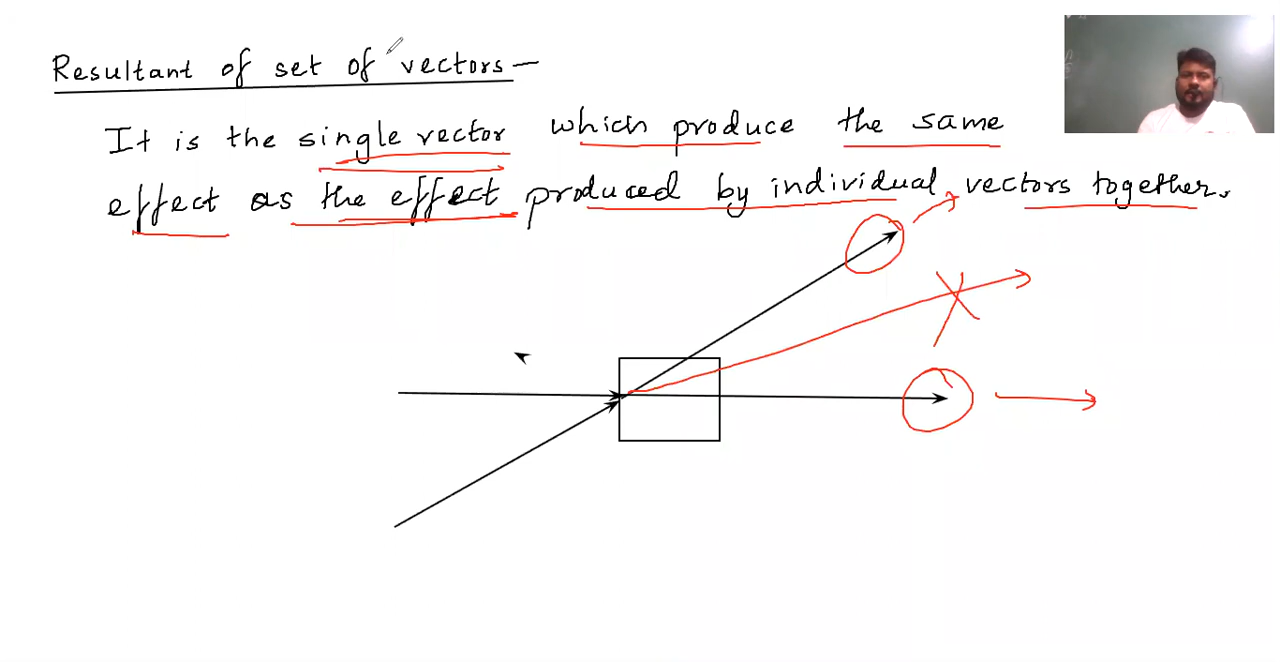 Resultant of set of vectors -
It is the single vector which produce the same
effect as the effect produced by individual vectors together.